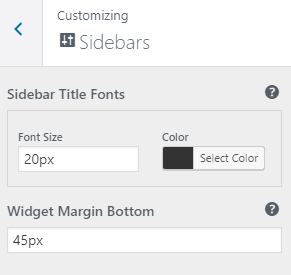 Customizing
Sidebars
Sidebar Title Fonts
Font Size
Color
20px
Select Color
Widget Margin Bottom
45px